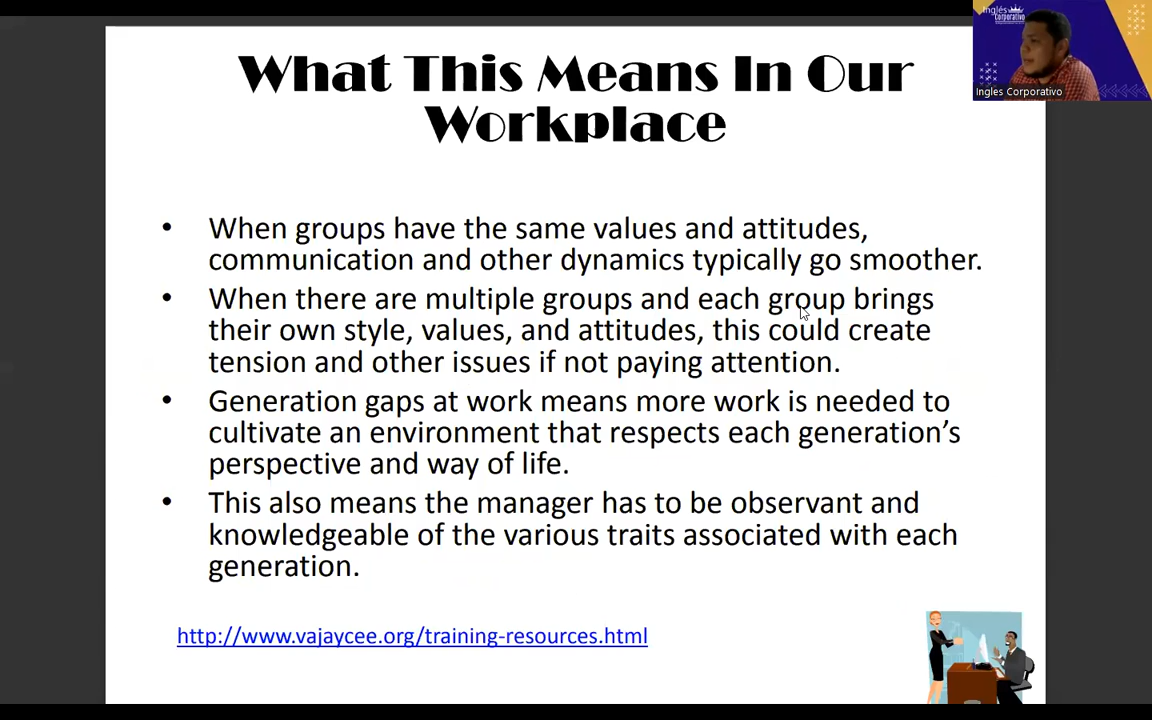 What This Means In Our
Workplace
• When groups have the same values and attitudes,
communication and other dynamics typically go smoother.
• When there are multiple groups and each group brings
their own style, values, and attitudes, this could create
tension and other issues if not paying attention.
• Generation gaps at work means more work is needed to
cultivate an environment that respects each generation’s
perspective and way of life.
• This also means the manager has to be observant and
knowledgeable of the various traits associated with each
generation.
http://www.vajaycee.org/training-resources.html
Inglés
Corporativo
Ingles Corporativo